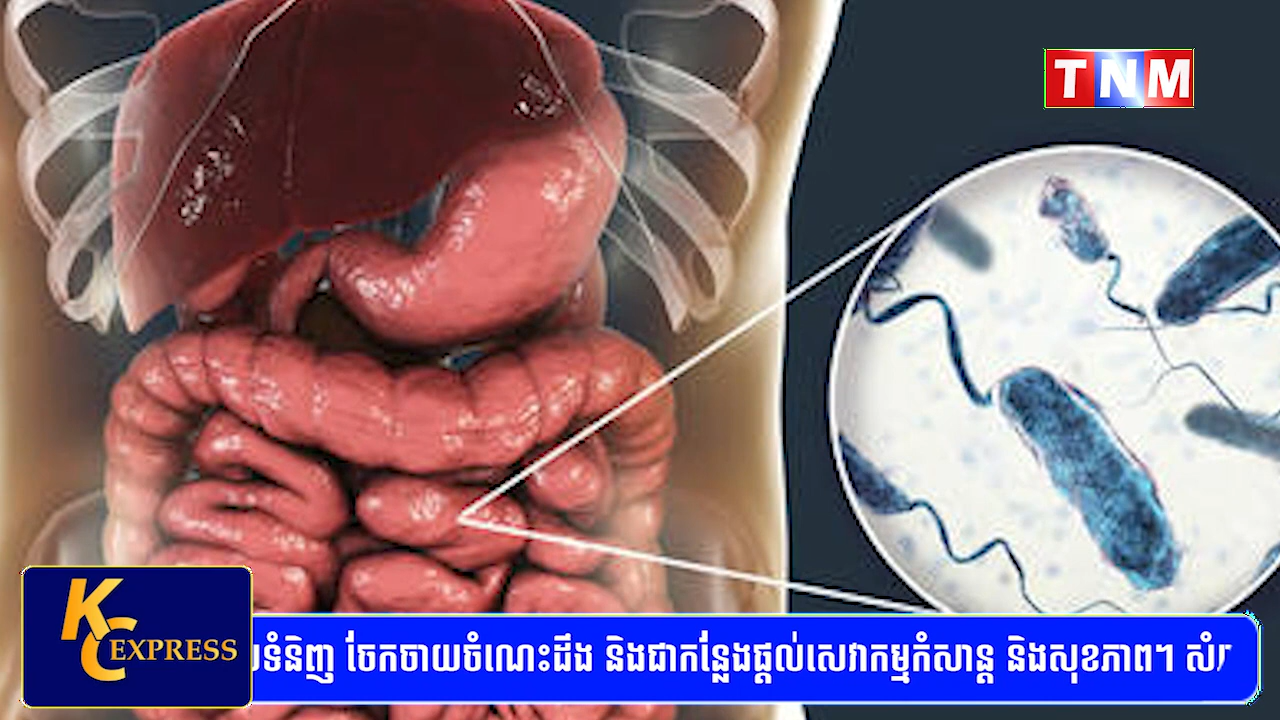 TNM
KC EXPRESS
ទំនិញ ចែកចាយចំណេះដឹង និងជាកន្លែងផ្តល់សេវាកម្មកំសាន្ត និងសុខភាព។